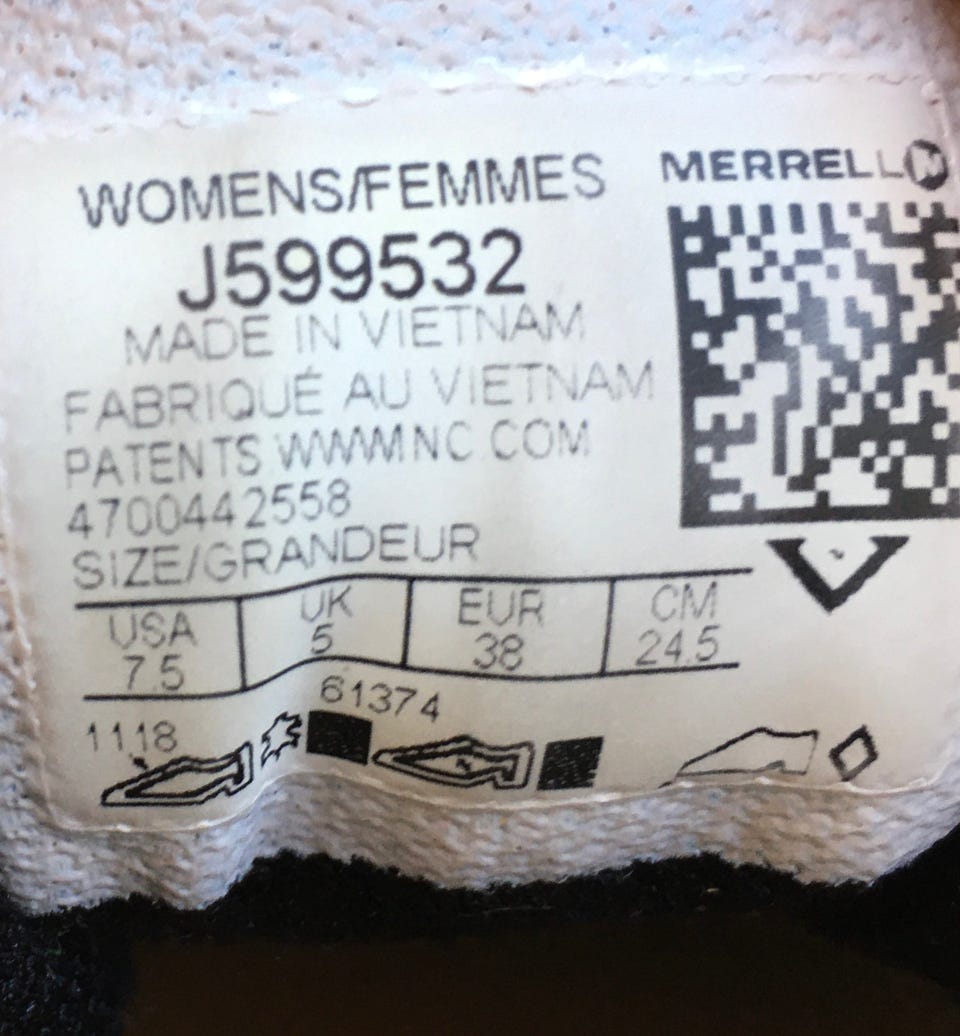 WOMENS/FEMMES
MERRELL
J599532
MADE IN VIETNAM
FABRIQUÉ AU VIETNAM
PATENTS WWW.MNC.COM
4700442558
SIZE/GRANDEUR
USA UK EUR CM
7.5 5 38 24.5
61374
1118